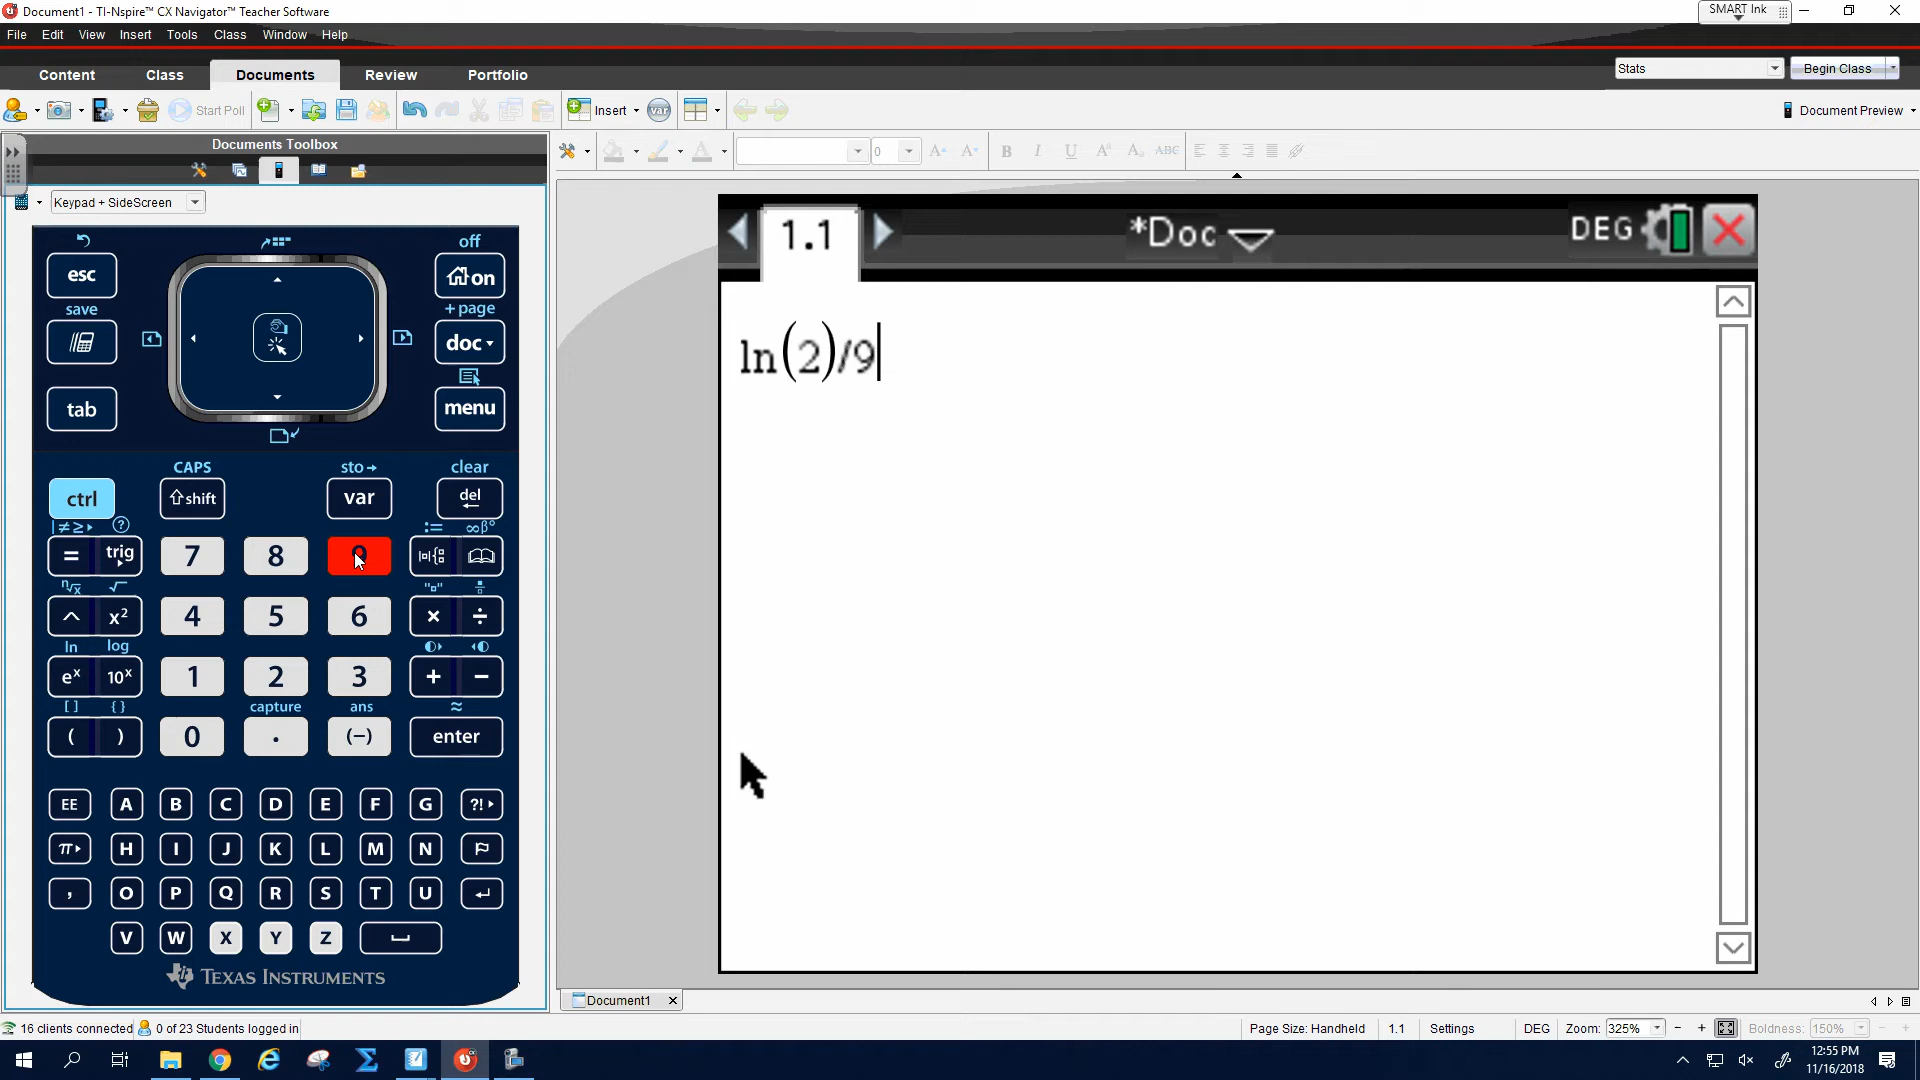 Document1 - TI-Nspire™ CX Navigator™ Teacher Software
SMART Ink
File Edit View Insert Tools Class Window Help
Content Class Documents Review Portfolio
Stats
Begin Class
Start Poll
Insert
var
Document Preview
Documents Toolbox
0
B I U A A ABC
Keypad + SideScreen
1.1
*Doc
DEG
ln(2)/9
off
esc
on
save
+ page
doc
tab
menu
CAPS sto→ clear
ctrl shift var del
|≠≥▸ ? := ∞β°
= trig 7 8 9 |□|{
ⁿ√x √ "▫"
^ x² 4 5 6 × ÷
ln log
eˣ 10ˣ 1 2 3 + −
[ ] { } capture ans ≈
( ) 0 . (−) enter
EE A B C D E F G ?!▸
π▸ H I J K L M N
, O P Q R S T U
V W X Y Z
TEXAS INSTRUMENTS
Document1
16 clients connected 0 of 23 Students logged in
Page Size: Handheld 1.1 Settings DEG Zoom: 325% − + Boldness: 150% − +
12:55 PM
11/16/2018